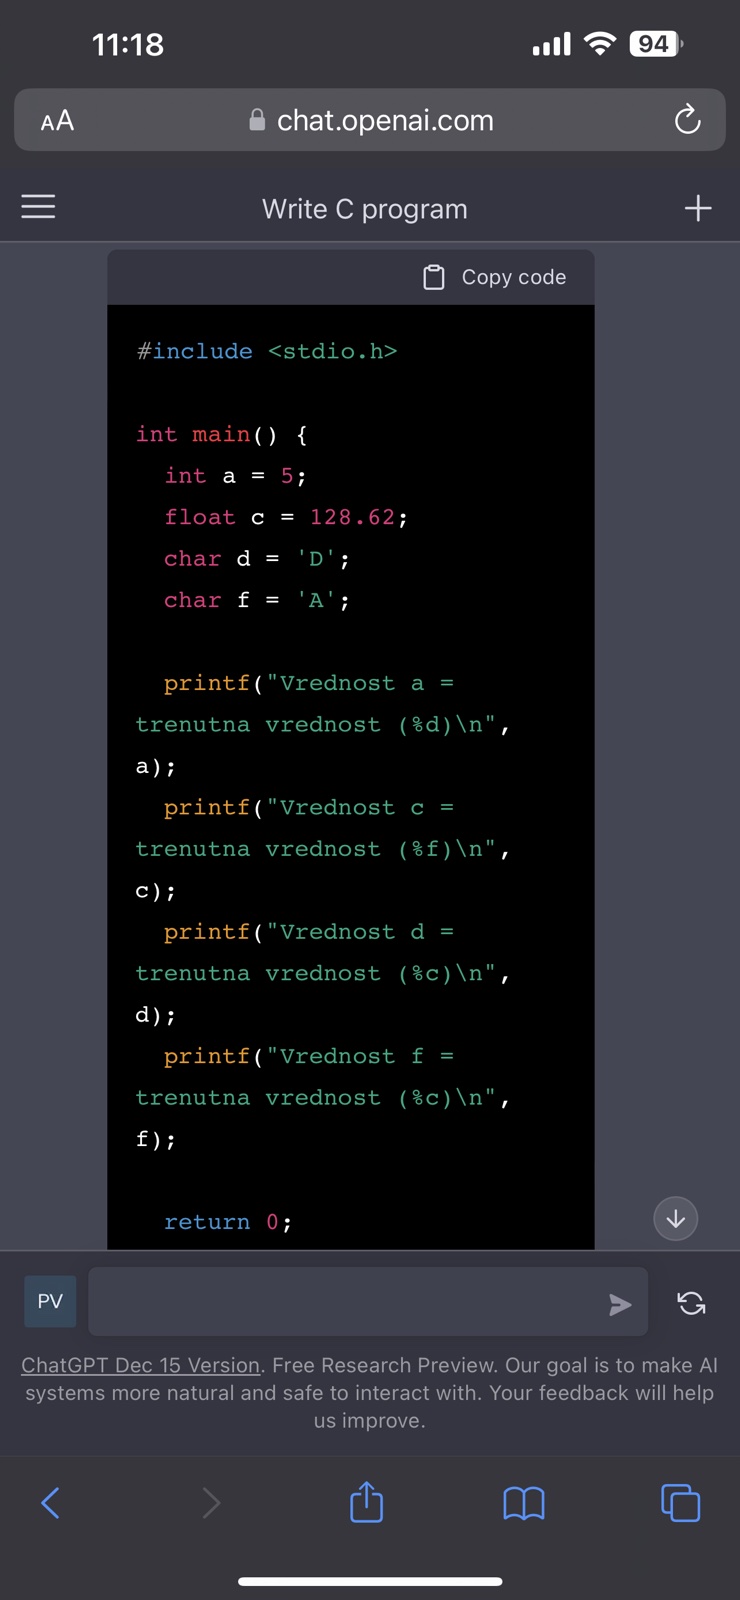 11:18
94
AA
chat.openai.com
Write C program
Copy code
#include <stdio.h>
int main() {
  int a = 5;
  float c = 128.62;
  char d = 'D';
  char f = 'A';
  printf("Vrednost a =
trenutna vrednost (%d)\n",
a);
  printf("Vrednost c =
trenutna vrednost (%f)\n",
c);
  printf("Vrednost d =
trenutna vrednost (%c)\n",
d);
  printf("Vrednost f =
trenutna vrednost (%c)\n",
f);
  return 0;
PV
ChatGPT Dec 15 Version. Free Research Preview. Our goal is to make AI
systems more natural and safe to interact with. Your feedback will help
us improve.